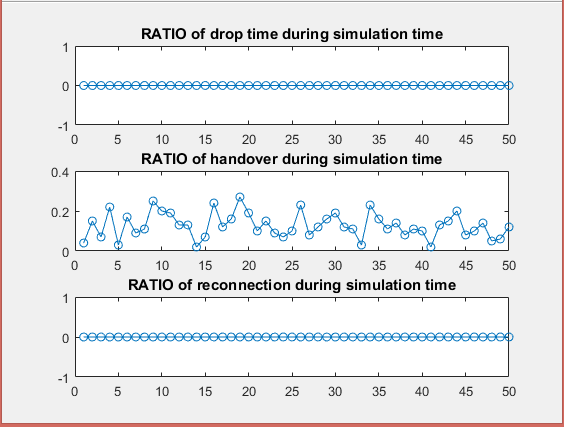 RATIO of drop time during simulation time
1
0
-1
0 5 10 15 20 25 30 35 40 45 50
RATIO of handover during simulation time
0.4
0.2
0
0 5 10 15 20 25 30 35 40 45 50
RATIO of reconnection during simulation time
1
0
-1
0 5 10 15 20 25 30 35 40 45 50